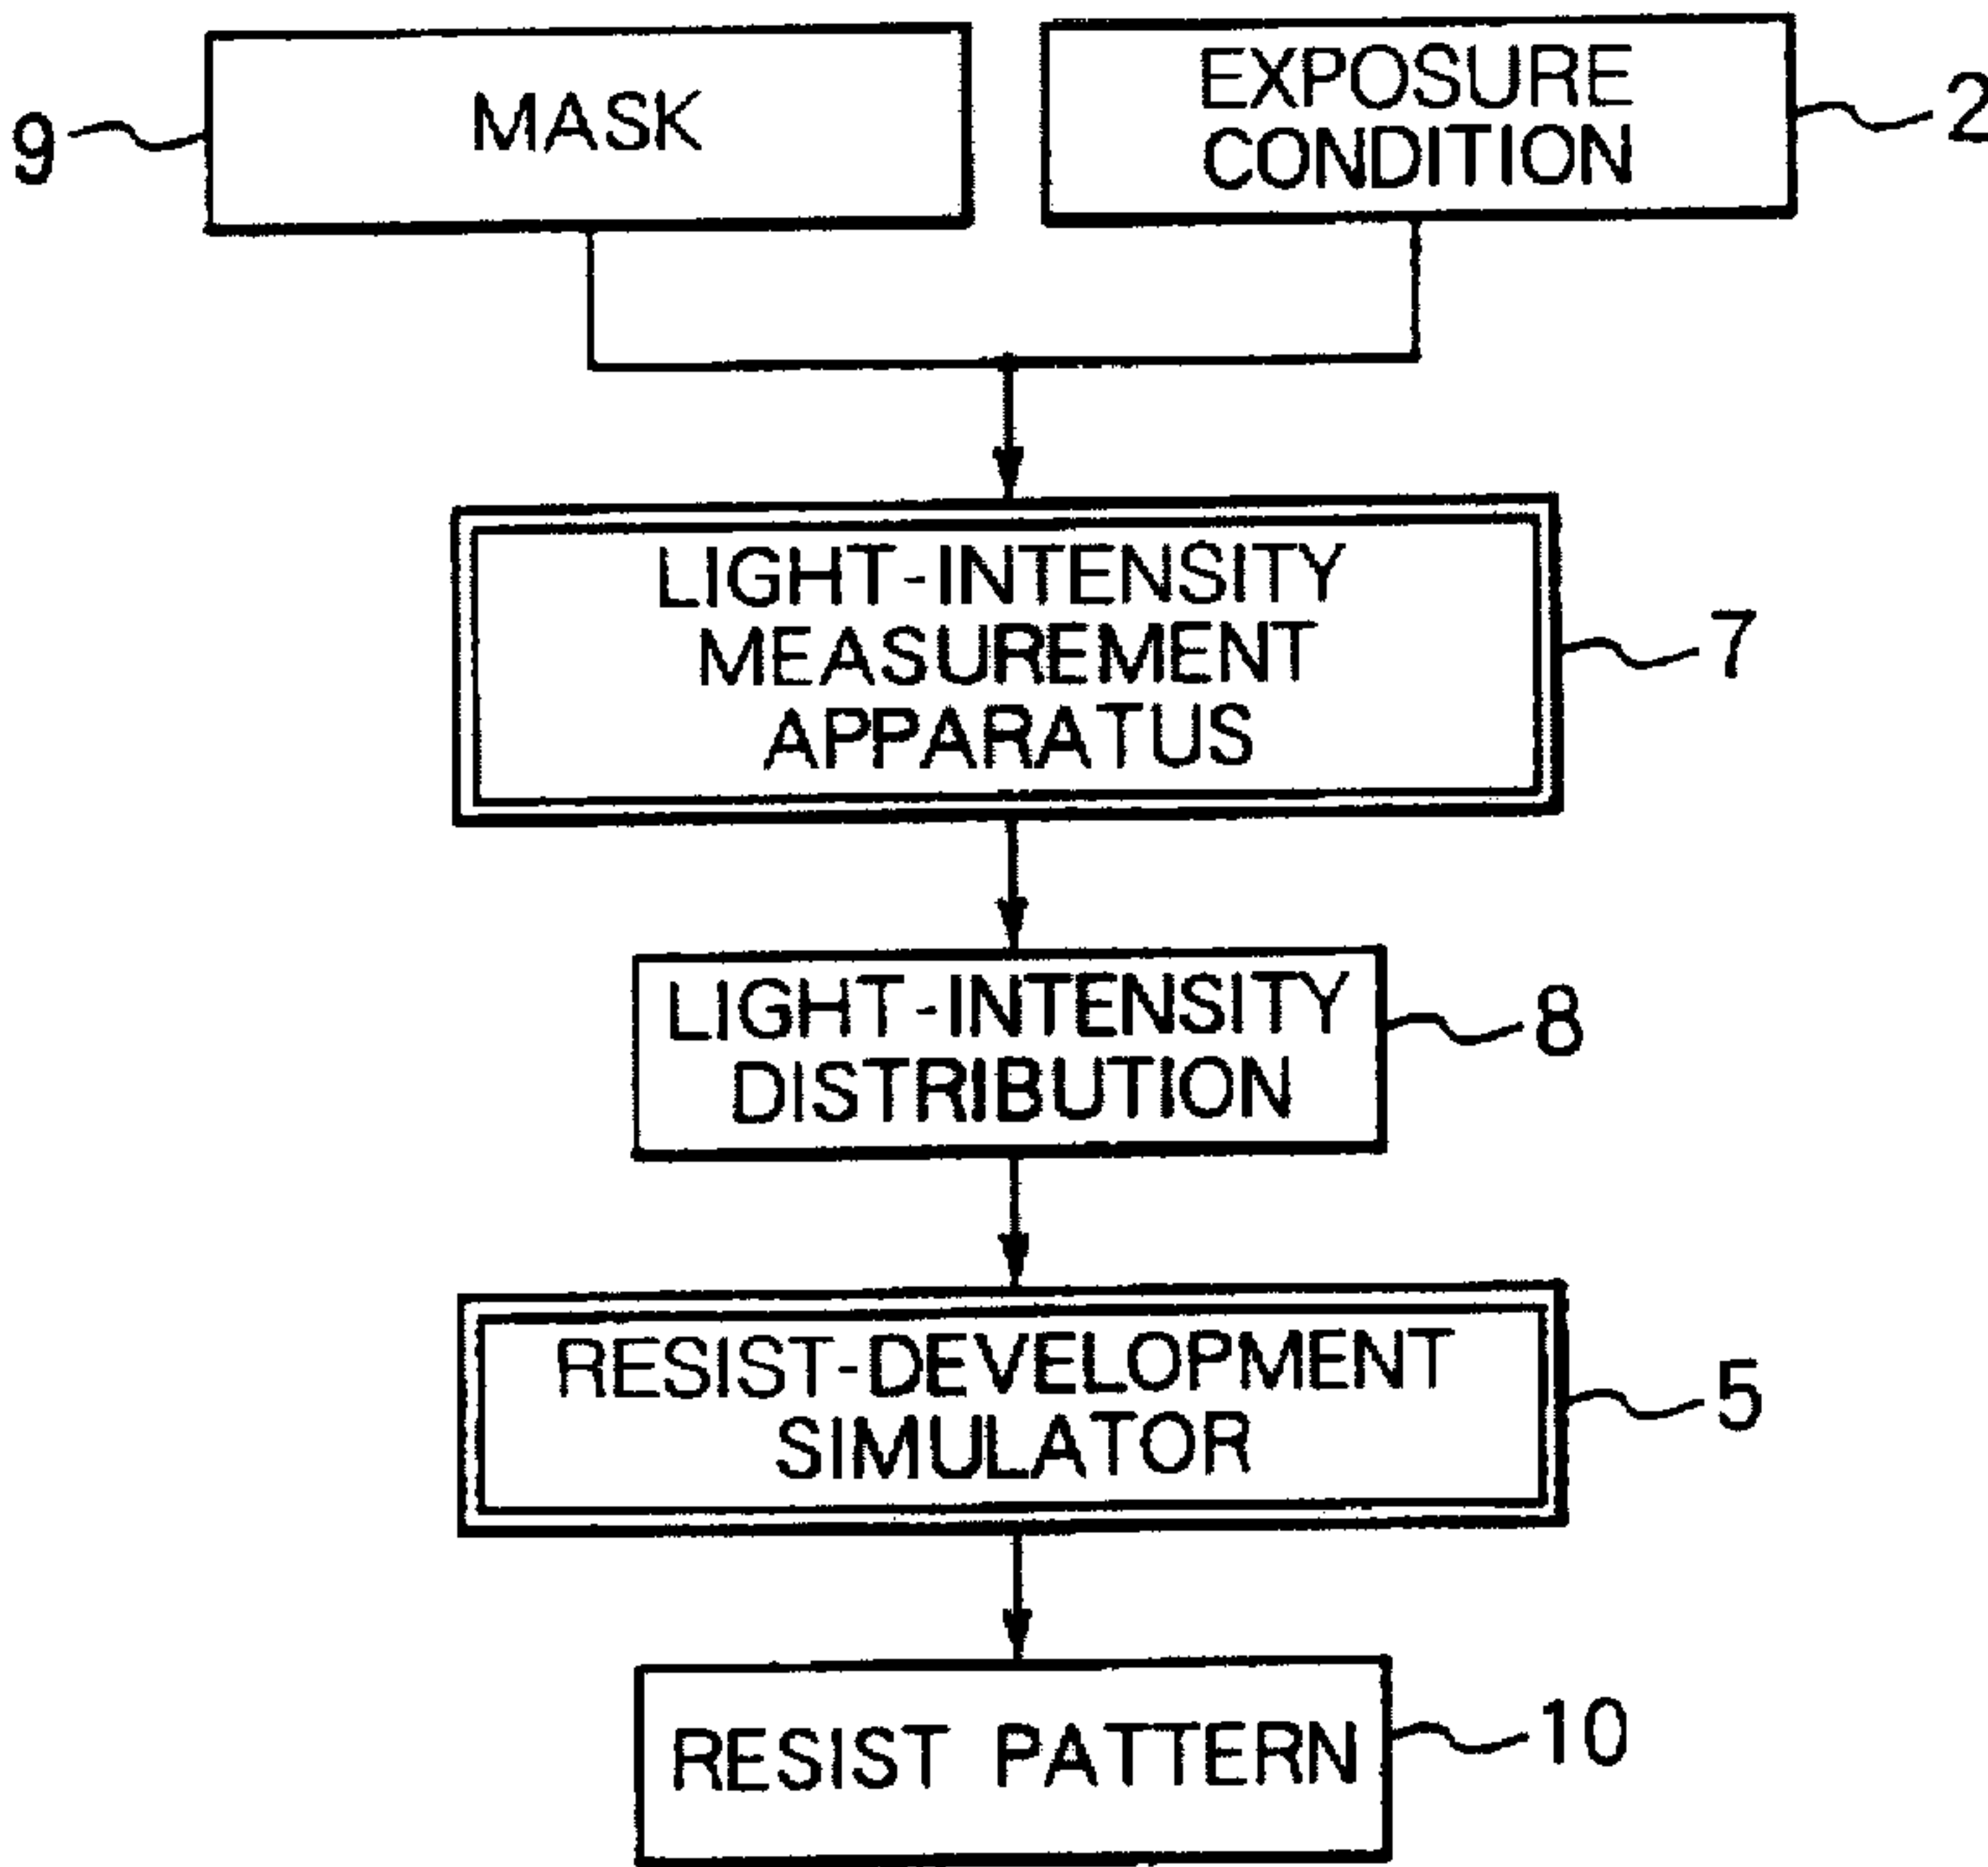 9
MASK
EXPOSURE
CONDITION
2
LIGHT-INTENSITY
MEASUREMENT
APPARATUS
7
LIGHT-INTENSITY
DISTRIBUTION
8
RESIST-DEVELOPMENT
SIMULATOR
5
RESIST PATTERN
10